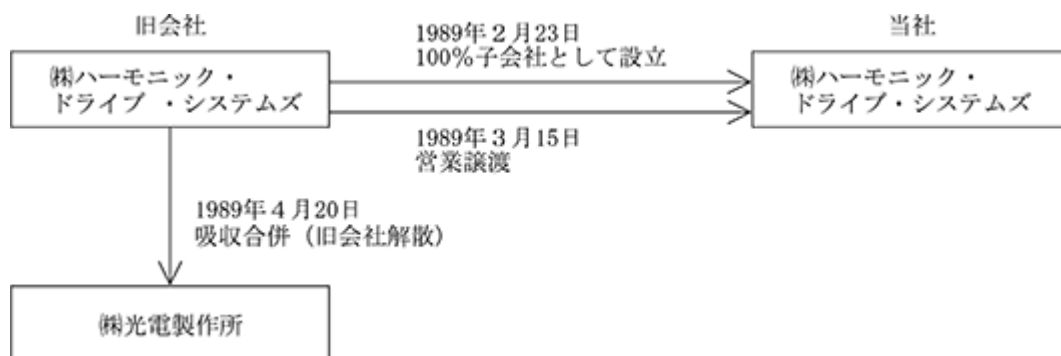 旧会社
当社
1989年2月23日
100%子会社として設立
㈱ハーモニック・
ドライブ・システムズ
㈱ハーモニック・
ドライブ・システムズ
1989年3月15日
営業譲渡
1989年4月20日
吸収合併（旧会社解散）
㈱光電製作所